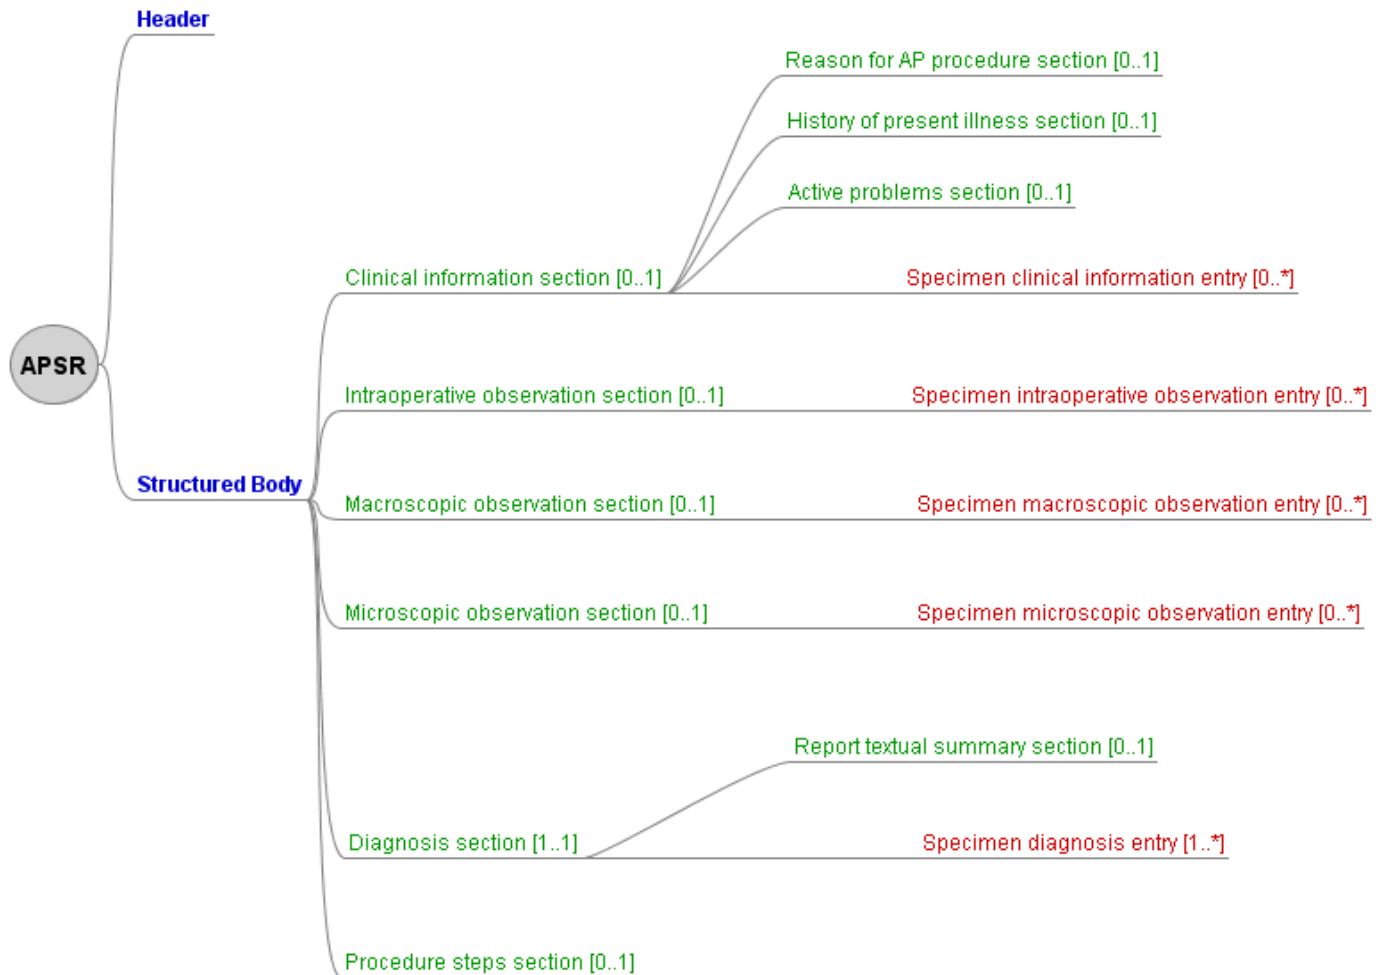 Header
Reason for AP procedure section [0..1]
History of present illness section [0..1]
Active problems section [0..1]
Clinical information section [0..1]
Specimen clinical information entry [0..*]
APSR
Intraoperative observation section [0..1]
Specimen intraoperative observation entry [0..*]
Structured Body
Macroscopic observation section [0..1]
Specimen macroscopic observation entry [0..*]
Microscopic observation section [0..1]
Specimen microscopic observation entry [0..*]
Report textual summary section [0..1]
Diagnosis section [1..1]
Specimen diagnosis entry [1..*]
Procedure steps section [0..1]